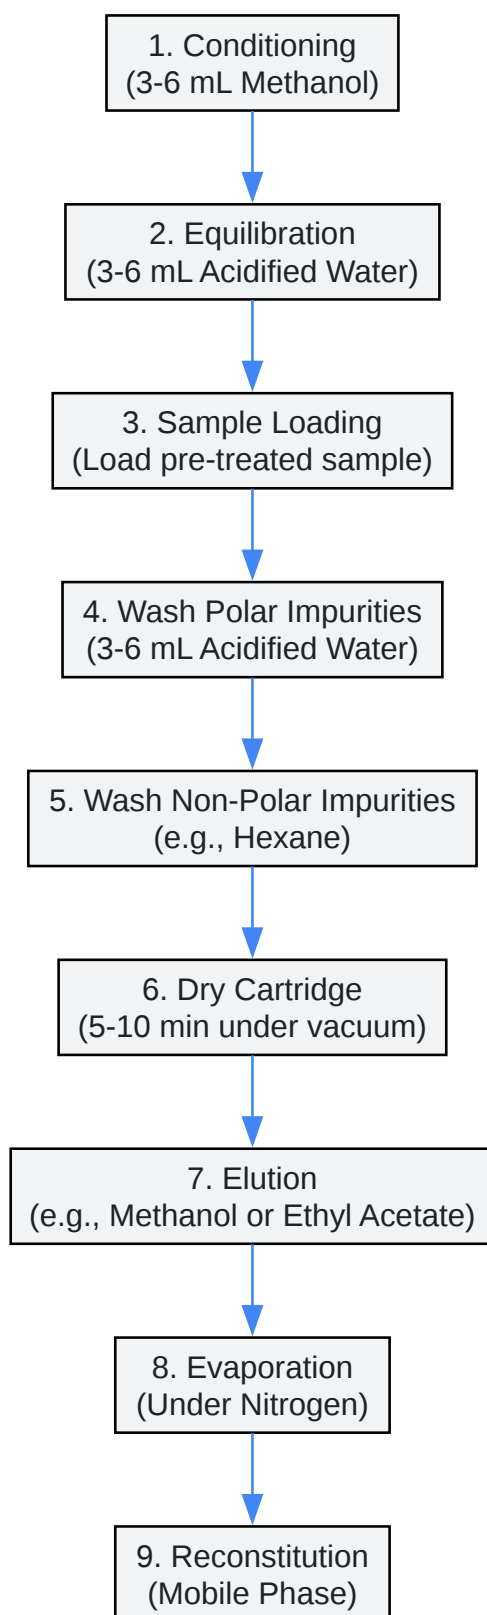 1. Conditioning
(3-6 mL Methanol)
2. Equilibration
(3-6 mL Acidified Water)
3. Sample Loading
(Load pre-treated sample)
4. Wash Polar Impurities
(3-6 mL Acidified Water)
5. Wash Non-Polar Impurities
(e.g., Hexane)
6. Dry Cartridge
(5-10 min under vacuum)
7. Elution
(e.g., Methanol or Ethyl Acetate)
8. Evaporation
(Under Nitrogen)
9. Reconstitution
(Mobile Phase)